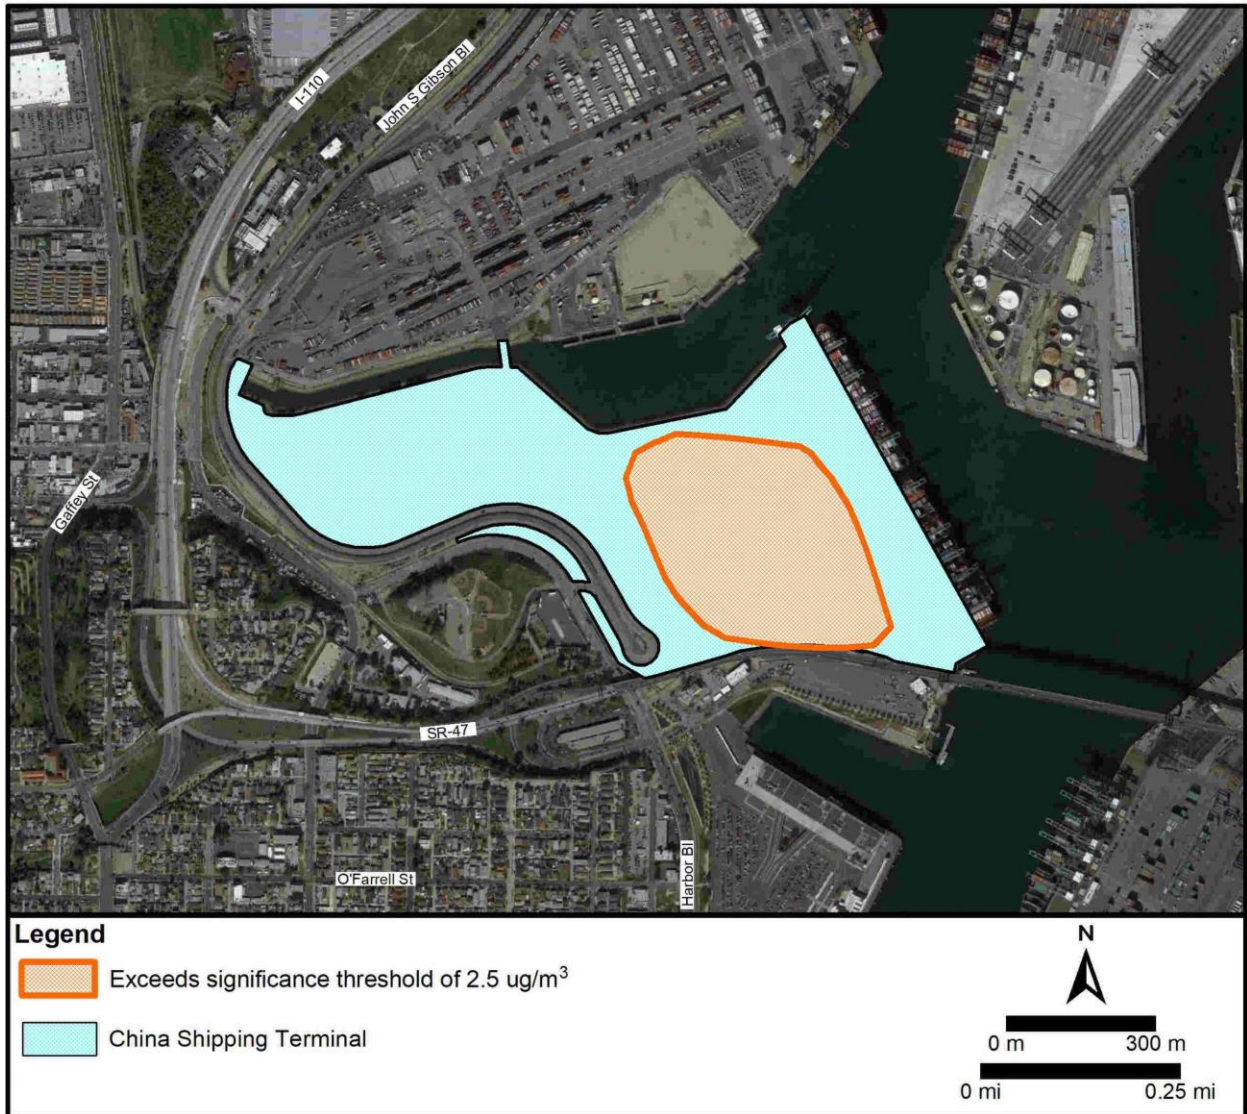 I-110
John S Gibson Bl
Gaffey St
SR-47
O'Farrell St
Harbor Bl
Legend
Exceeds significance threshold of 2.5 ug/m³
China Shipping Terminal
N
0 m 300 m
0 mi 0.25 mi